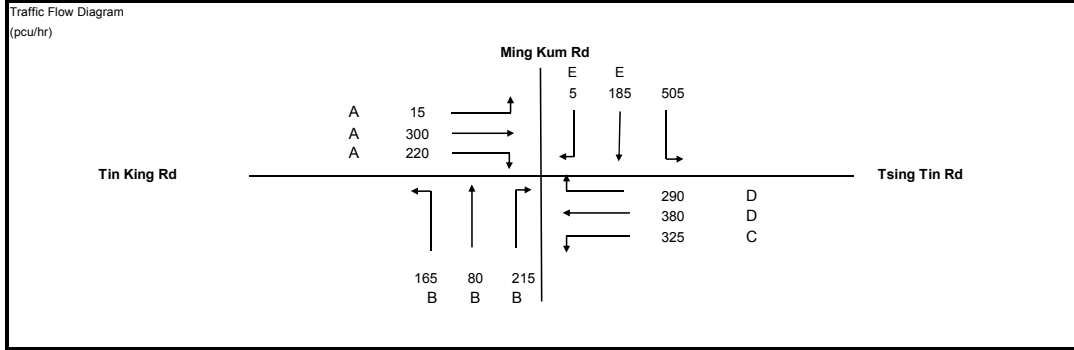 Traffic Flow Diagram
(pcu/hr)
Ming Kum Rd
E E
5 185 505
A 15
A 300
A 220
Tin King Rd
Tsing Tin Rd
290 D
380 D
325 C
165 80 215
B B B